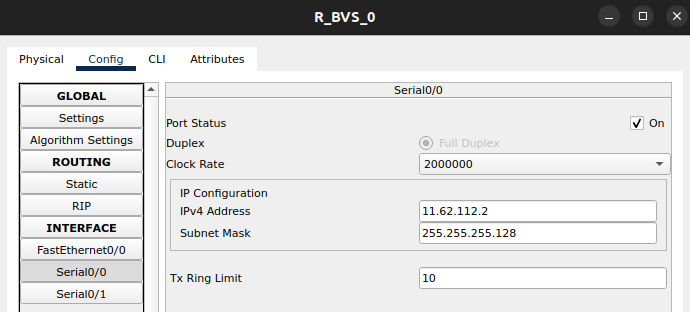 R_BVS_0
Physical Config CLI Attributes
GLOBAL
Settings
Algorithm Settings
ROUTING
Static
RIP
INTERFACE
FastEthernet0/0
Serial0/0
Serial0/1
Serial0/0
Port Status On
Duplex Full Duplex
Clock Rate 2000000
IP Configuration
IPv4 Address 11.62.112.2
Subnet Mask 255.255.255.128
Tx Ring Limit 10